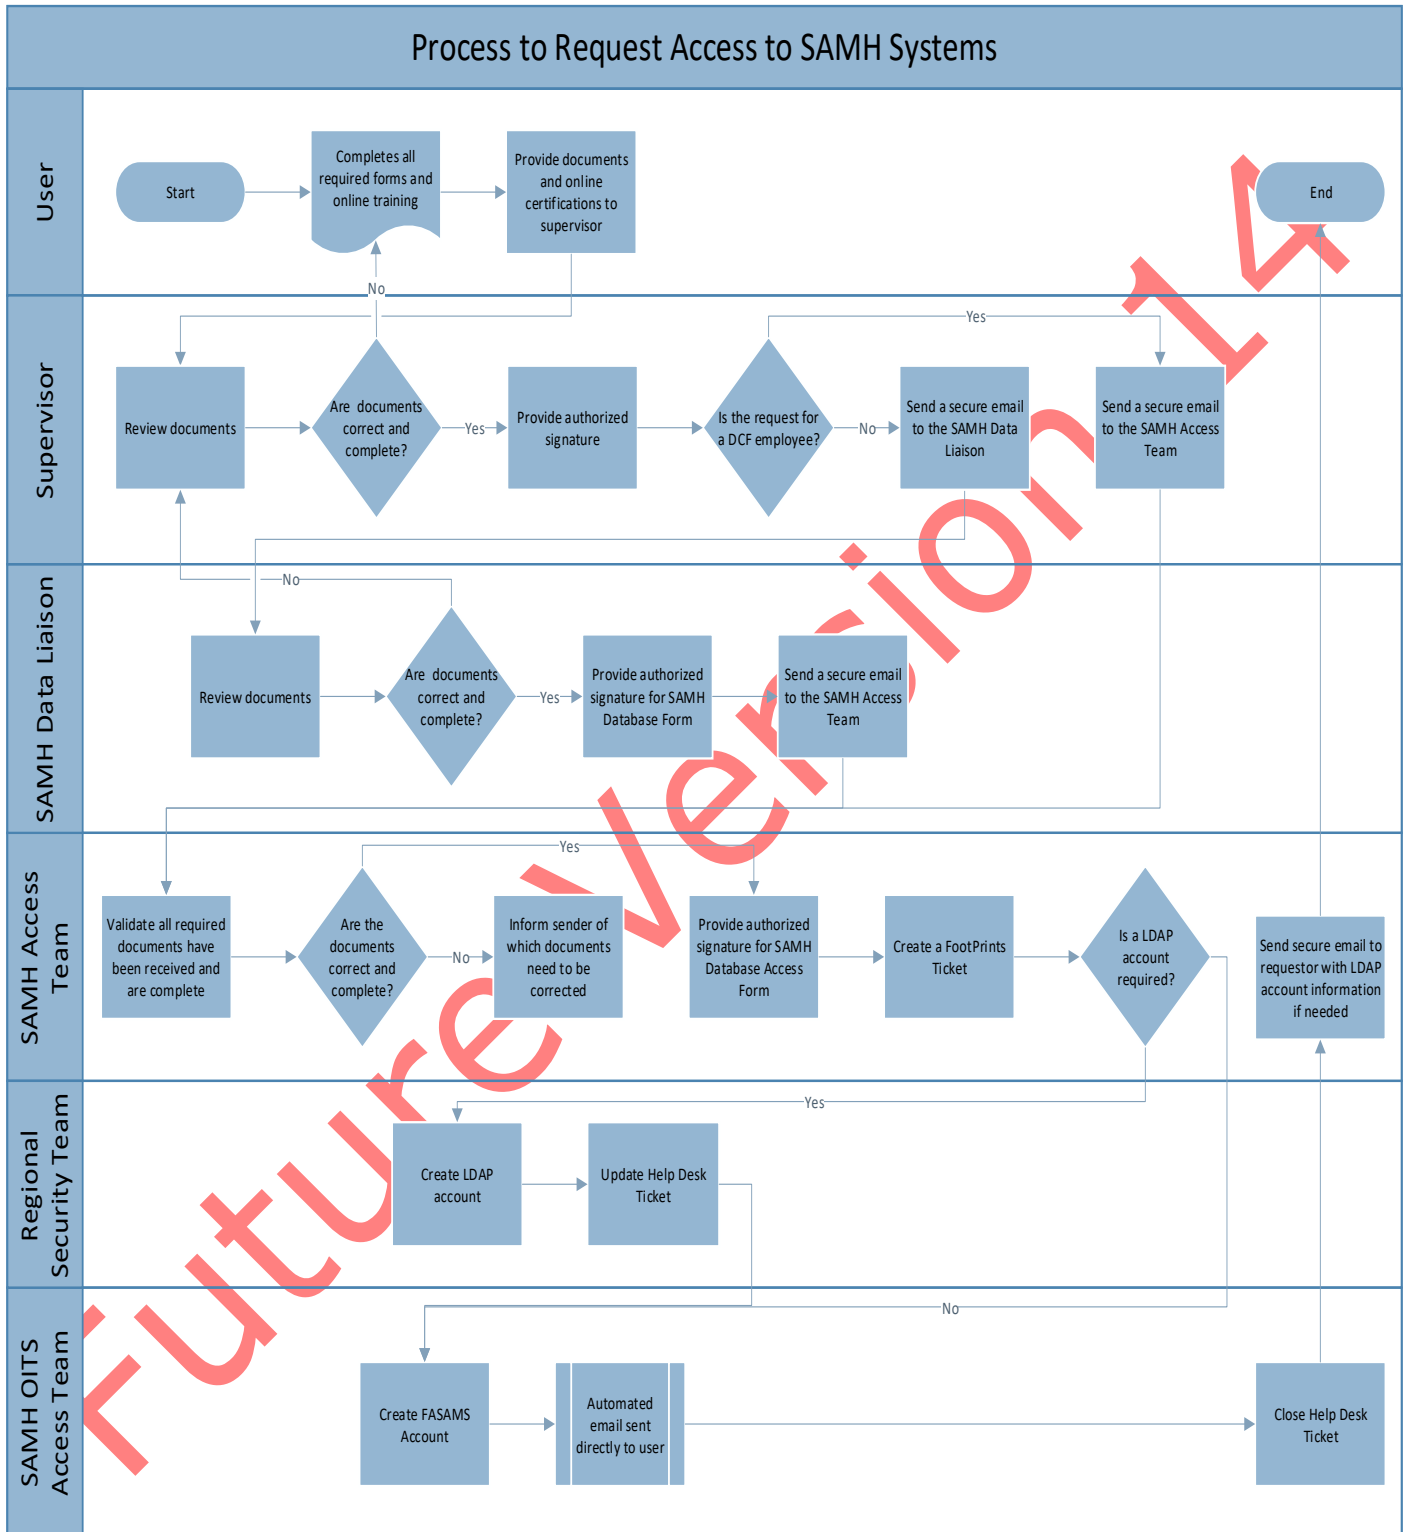 Process to Request Access to SAMH Systems
User
Start
Completes all
required forms and
online training
Provide documents
and online
certifications to
supervisor
End
No
Supervisor
Yes
Review documents
Are documents
correct and
complete?
Yes
Provide authorized
signature
Is the request for
a DCF employee?
No
Send a secure email
to the SAMH Data
Liaison
Send a secure email
to the SAMH Access
Team
SAMH Data Liaison
No
Review documents
Are documents
correct and
complete?
Yes
Provide authorized
signature for SAMH
Database Form
Send a secure email
to the SAMH Access
Team
SAMH Access
Team
Yes
Validate all required
documents have
been received and
are complete
Are the
documents
correct and
complete?
No
Inform sender of
which documents
need to be
corrected
Provide authorized
signature for SAMH
Database Access
Form
Create a FootPrints
Ticket
Is a LDAP
account
required?
Send secure email to
requestor with LDAP
account information
if needed
Regional
Security Team
Yes
Create LDAP
account
Update Help Desk
Ticket
SAMH OITS
Access Team
No
Create FASAMS
Account
Automated
email sent
directly to user
Close Help Desk
Ticket
Future Version 14